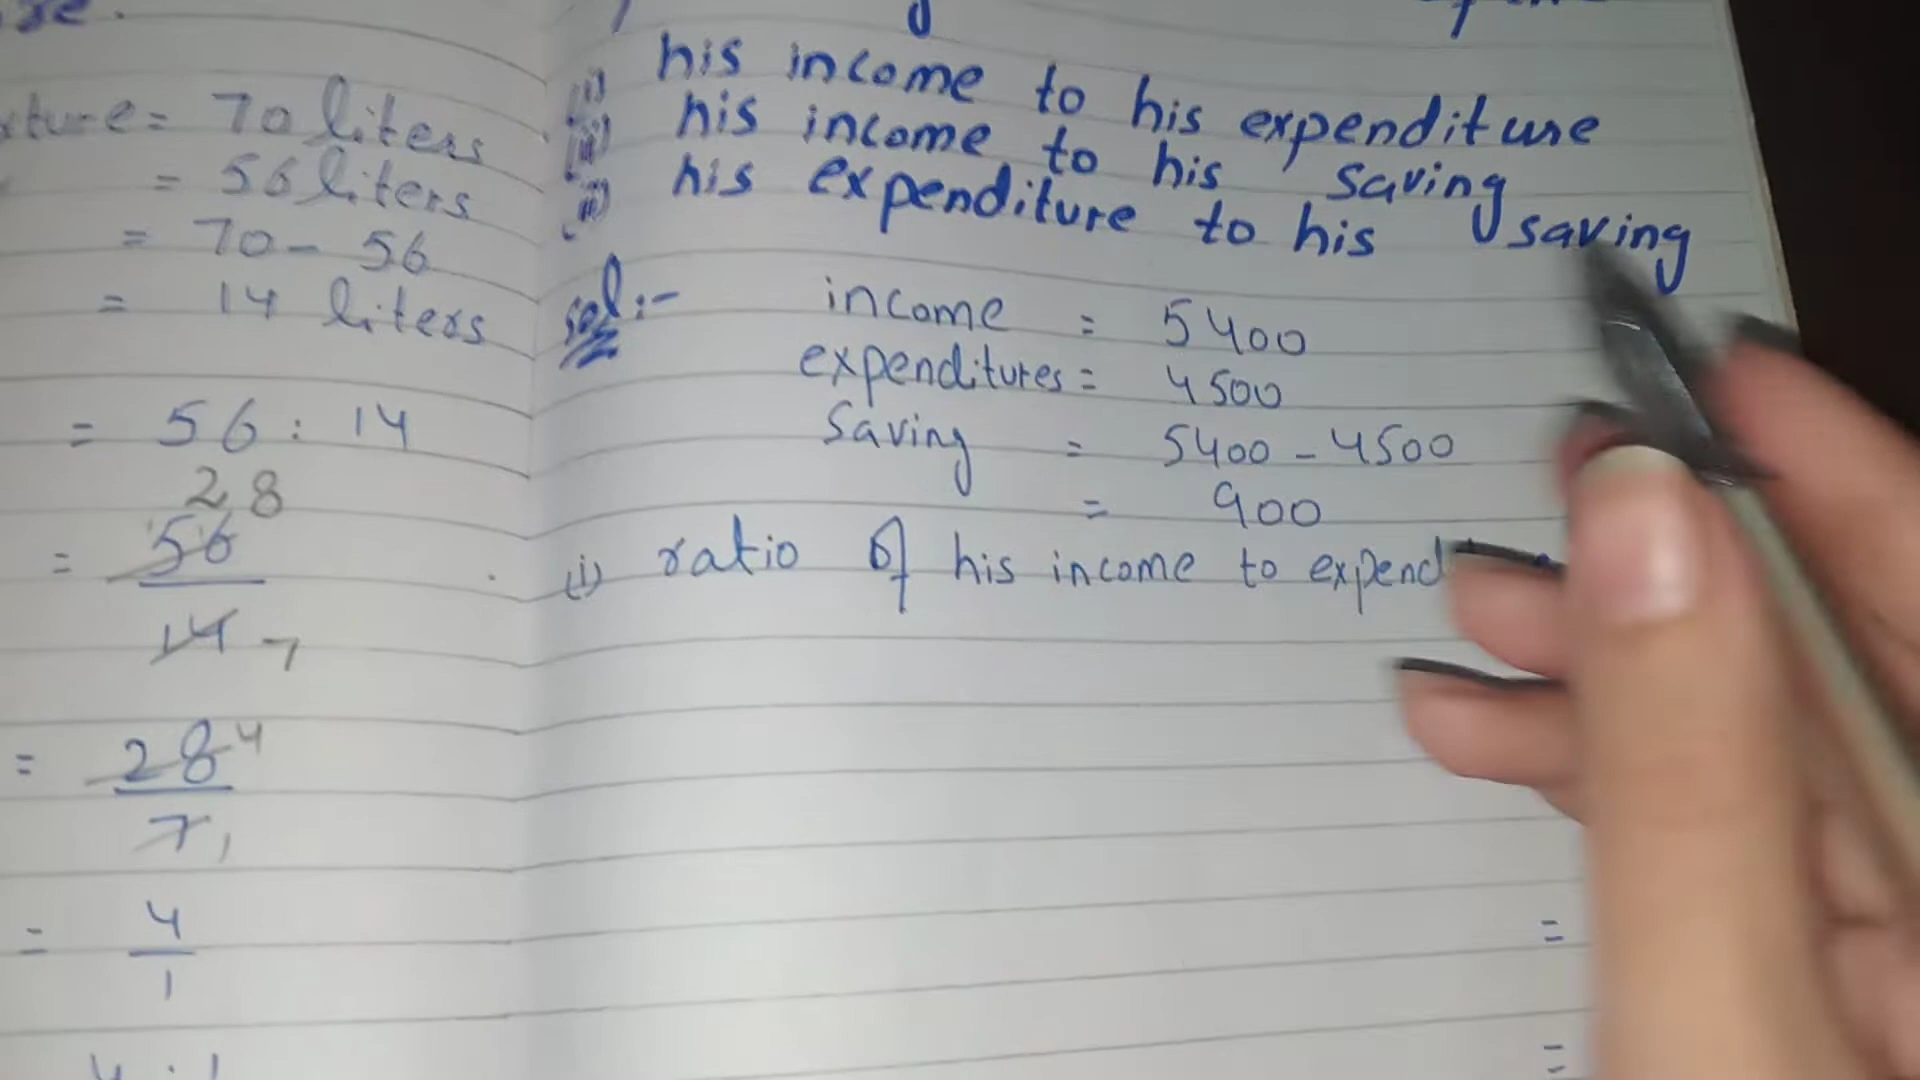 = 70 liters
= 56 liters
= 70 - 56
= 14 liters
= 56 : 14
28
= 56
14 7
= 28 4
7 1
= 4
1
4 : 1
(i) his income to his expenditure
(ii) his income to his saving
(iii) his expenditure to his saving
sol :- income = 5400
expenditures = 4500
Saving = 5400 - 4500
= 900
(i) ratio of his income to
=
=